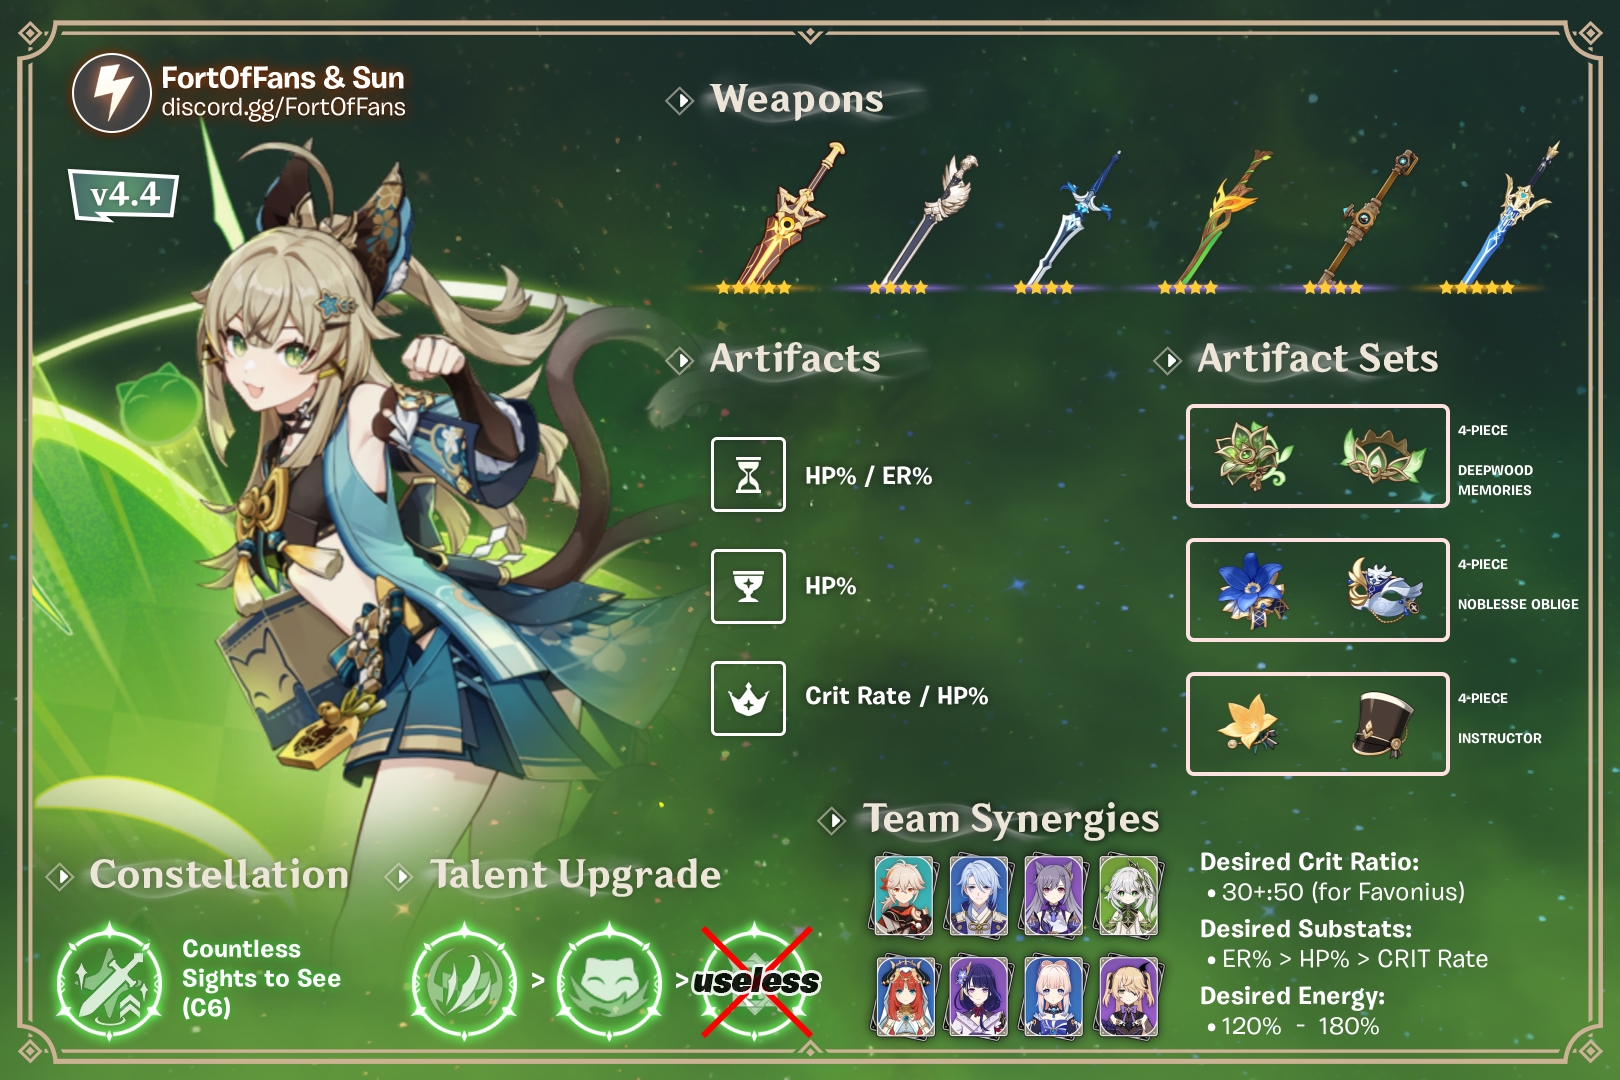 FortOfFans & Sun
discord.gg/FortOfFans
v4.4
Weapons
Artifacts
HP% / ER%
HP%
Crit Rate / HP%
Artifact Sets
4-PIECE
DEEPWOOD
MEMORIES
4-PIECE
NOBLESSE OBLIGE
4-PIECE
INSTRUCTOR
Constellation
Countless
Sights to See
(C6)
Talent Upgrade
> > useless
Team Synergies
Desired Crit Ratio:
• 30+:50 (for Favonius)
Desired Substats:
• ER% > HP% > CRIT Rate
Desired Energy:
• 120% - 180%